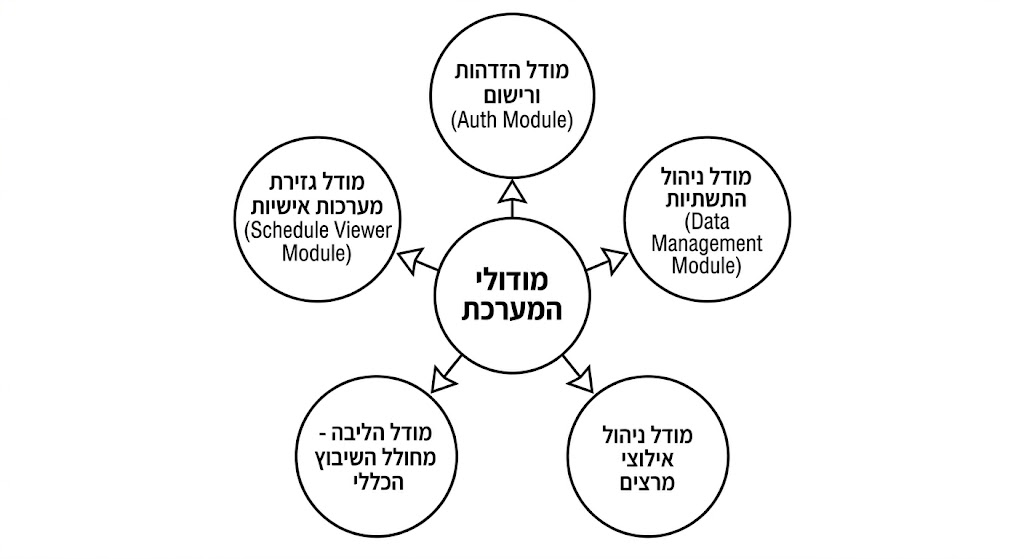 מודל הזדהות
ורישום
(Auth Module)
מודל ניהול
התשתיות
(Data
Management
Module)
מודל גזירת
מערכות אישיות
(Schedule Viewer
Module)
מודולי
המערכת
מודל ניהול
אילוצי
מרצים
מודל הליבה -
מחולל השיבוץ
הכללי